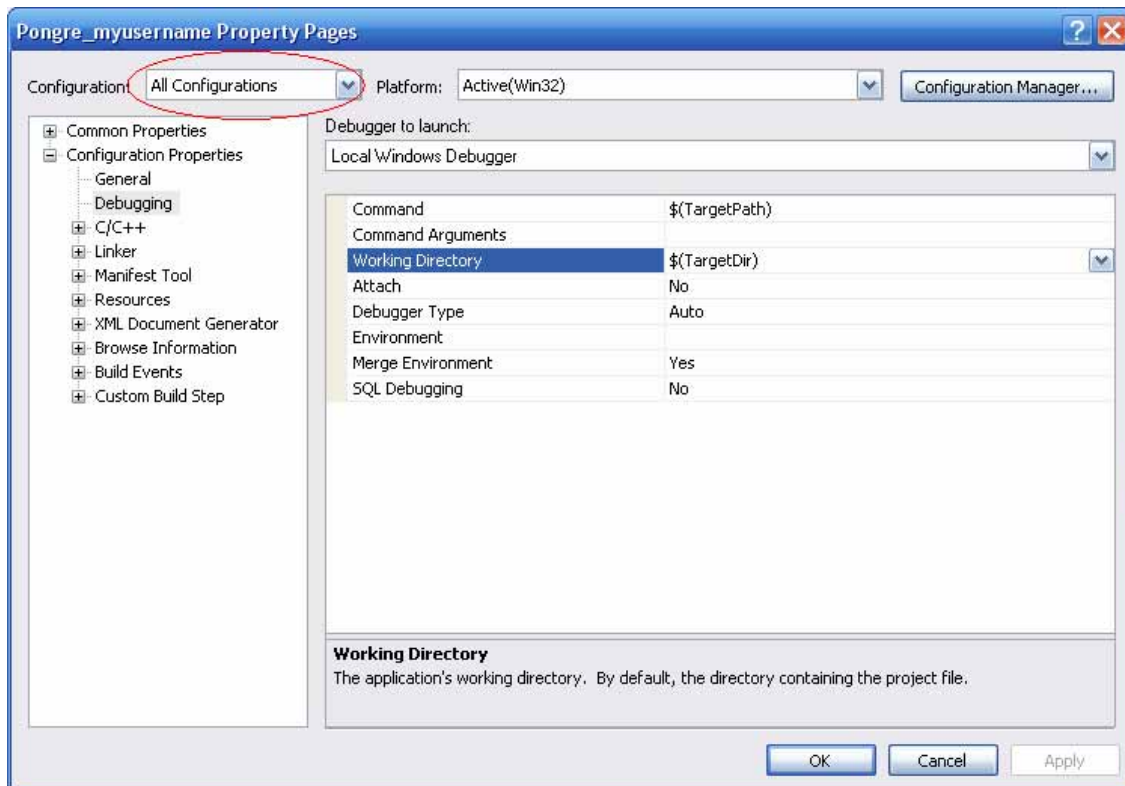 Pongre_myusername Property Pages
Configuration: All Configurations Platform: Active(Win32) Configuration Manager...
Common Properties
Configuration Properties
General
Debugging
C/C++
Linker
Manifest Tool
Resources
XML Document Generator
Browse Information
Build Events
Custom Build Step
Debugger to launch:
Local Windows Debugger
Command $(TargetPath)
Command Arguments
Working Directory $(TargetDir)
Attach No
Debugger Type Auto
Environment
Merge Environment Yes
SQL Debugging No
Working Directory
The application's working directory. By default, the directory containing the project file.
OK Cancel Apply